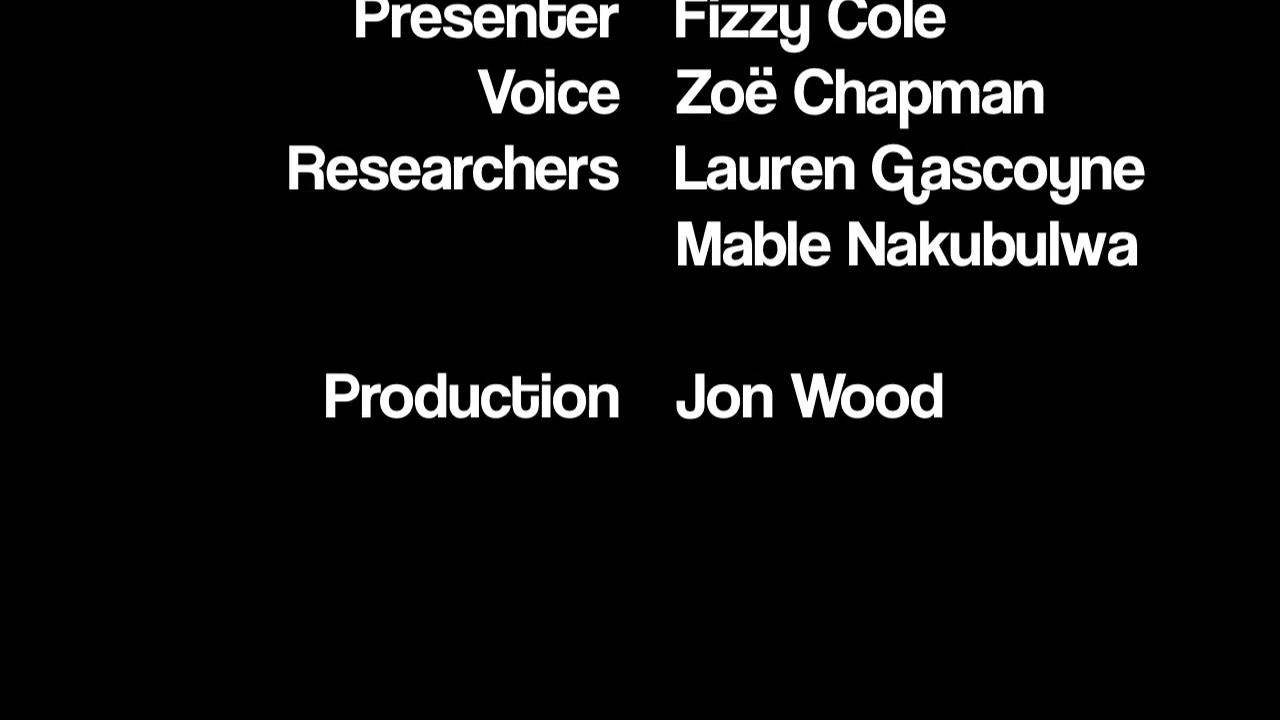 Presenter Fizzy Cole
Voice Zoë Chapman
Researchers Lauren Gascoyne
Mable Nakubulwa
Production Jon Wood